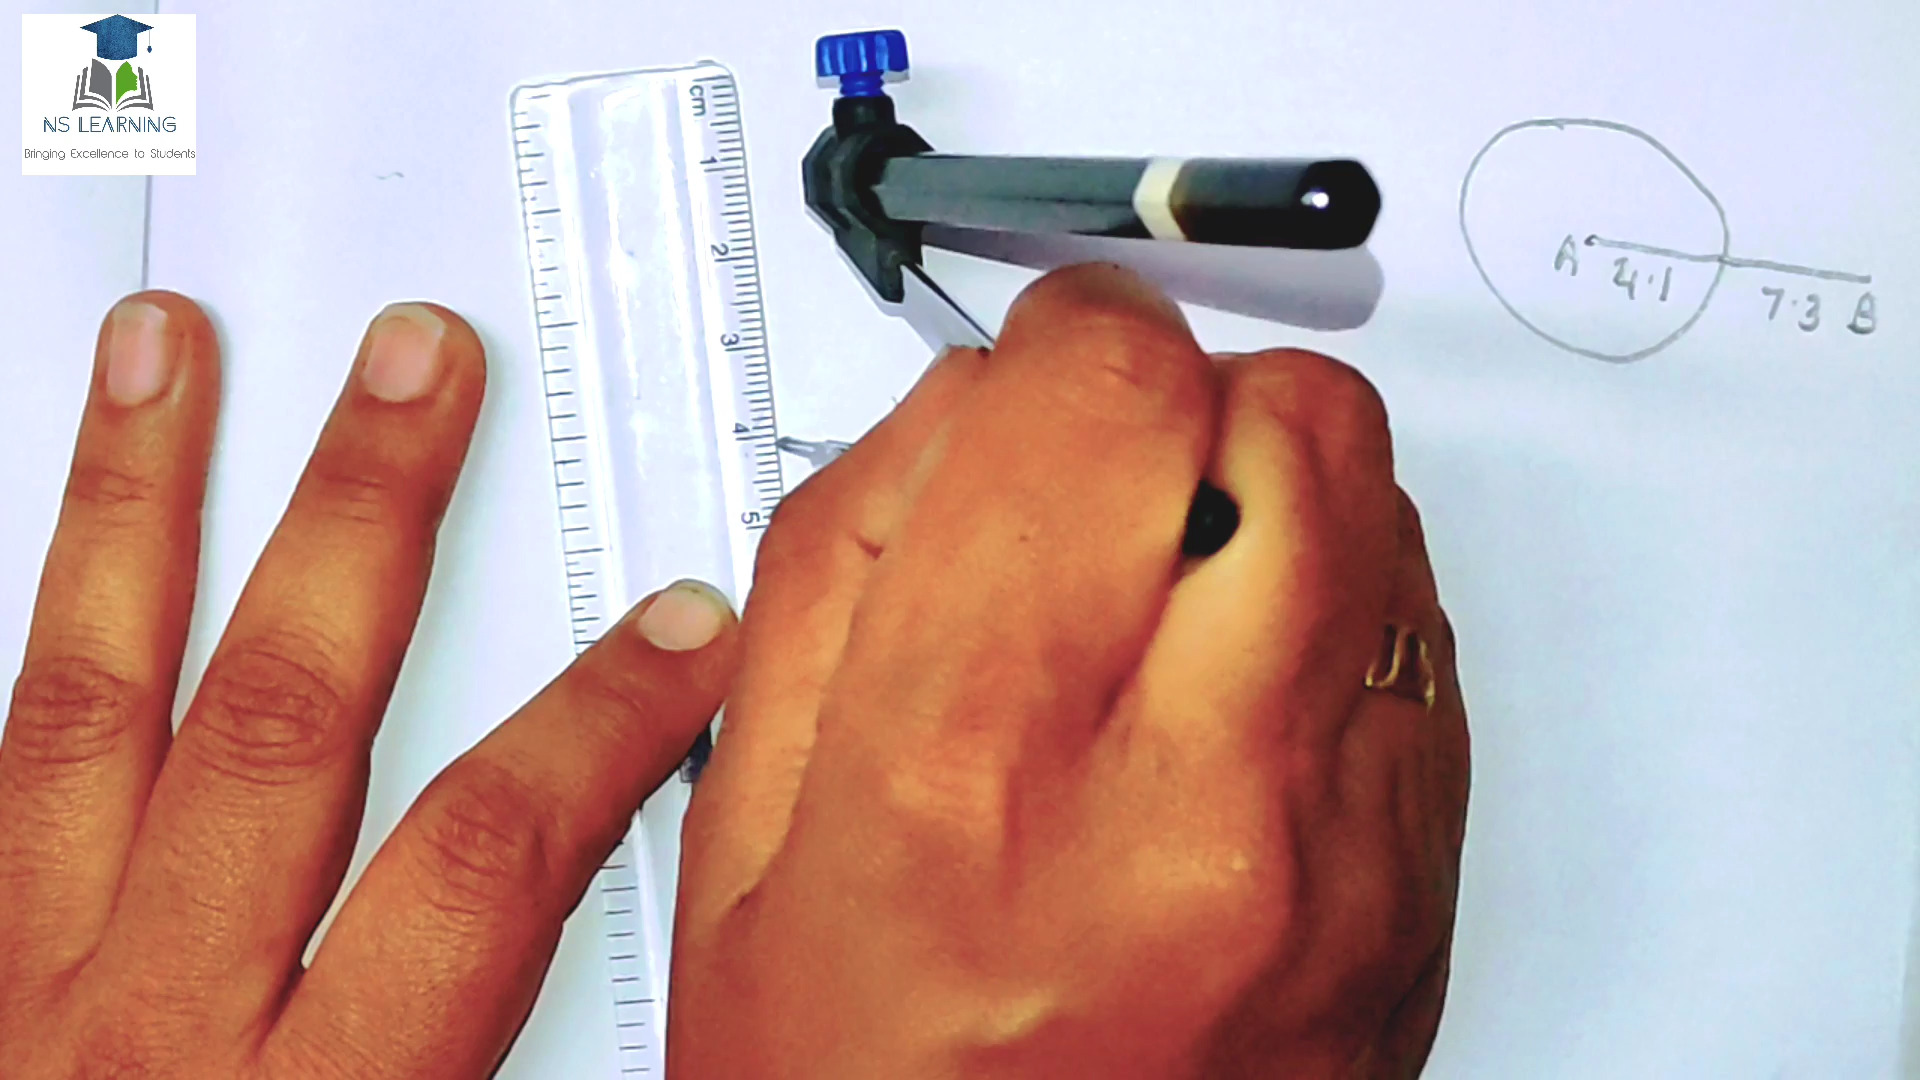 NS LEARNING
Bringing Excellence to Students
cm
1
2
3
4
5
A
4.1
7.3 B